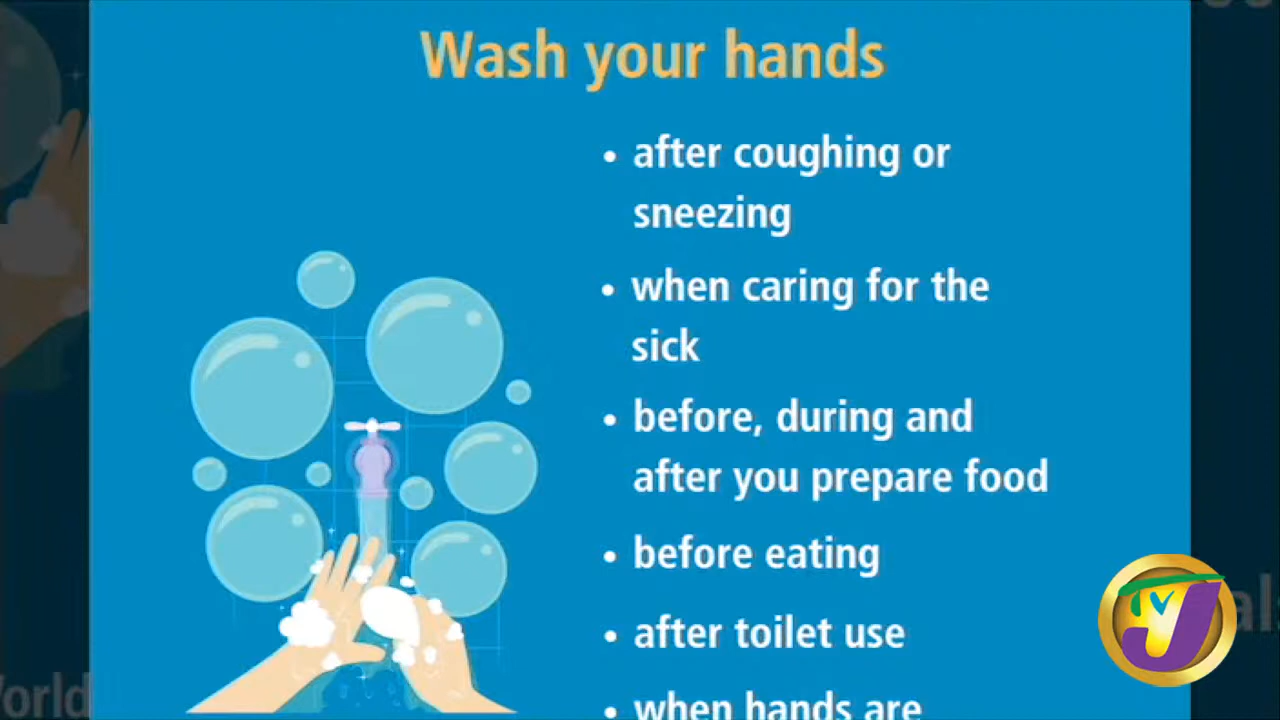 Wash your hands
• after coughing or
sneezing
• when caring for the
sick
• before, during and
after you prepare food
• before eating
• after toilet use
• when hands are
TVJ